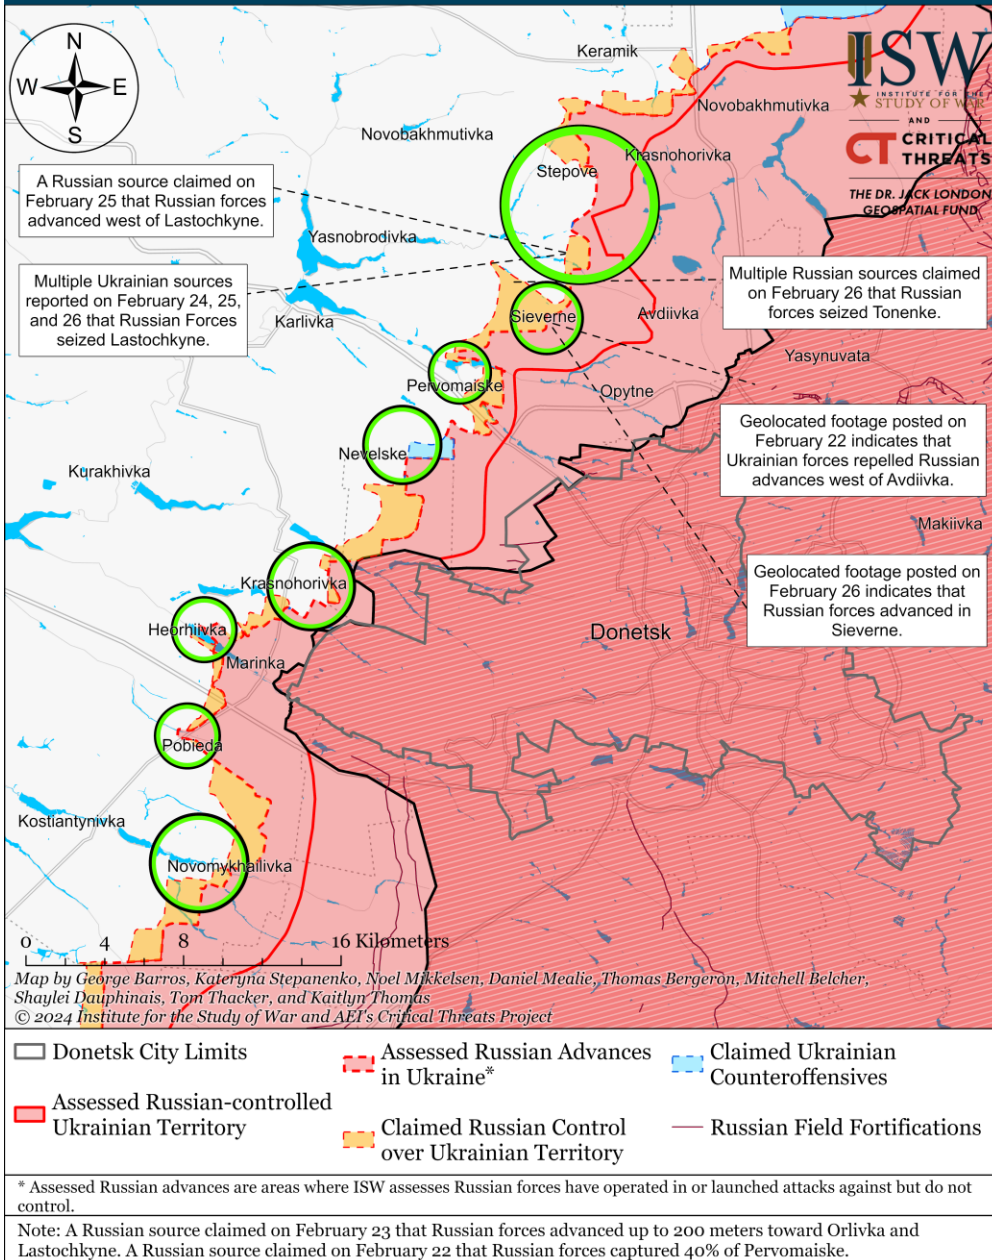 N
W
E
S
Keramik
ISW
INSTITUTE FOR THE
STUDY OF WAR
AND
CT CRITICAL
THREATS
THE DR. JACK LONDON
GEOSPATIAL FUND
Novobakhmutivka
Novobakhmutivka
Krasnohorivka
Stepove
A Russian source claimed on
February 25 that Russian forces
advanced west of Lastochkyne.
Yasnobrodivka
Multiple Ukrainian sources
reported on February 24, 25,
and 26 that Russian Forces
seized Lastochkyne.
Multiple Russian sources claimed
on February 26 that Russian
forces seized Tonenke.
Karlivka
Sieverne
Avdiivka
Yasynuvata
Pervomaiske
Opytne
Geolocated footage posted on
February 22 indicates that
Ukrainian forces repelled Russian
advances west of Avdiivka.
Nevelske
Kurakhivka
Makiivka
Geolocated footage posted on
February 26 indicates that
Russian forces advanced in
Sieverne.
Krasnohorivka
Heorhiivka
Donetsk
Marinka
Pobieda
Kostiantynivka
Novomykhailivka
0 4 8 16 Kilometers
Map by George Barros, Kateryna Stepanenko, Noel Mikkelsen, Daniel Mealie, Thomas Bergeron, Mitchell Belcher,
Shaylei Dauphinais, Tom Thacker, and Kaitlyn Thomas
© 2024 Institute for the Study of War and AEI's Critical Threats Project
Donetsk City Limits
Assessed Russian-controlled
Ukrainian Territory
Assessed Russian Advances
in Ukraine*
Claimed Russian Control
over Ukrainian Territory
Claimed Ukrainian
Counteroffensives
Russian Field Fortifications
* Assessed Russian advances are areas where ISW assesses Russian forces have operated in or launched attacks against but do not
control.
Note: A Russian source claimed on February 23 that Russian forces advanced up to 200 meters toward Orlivka and
Lastochkyne. A Russian source claimed on February 22 that Russian forces captured 40% of Pervomaiske.